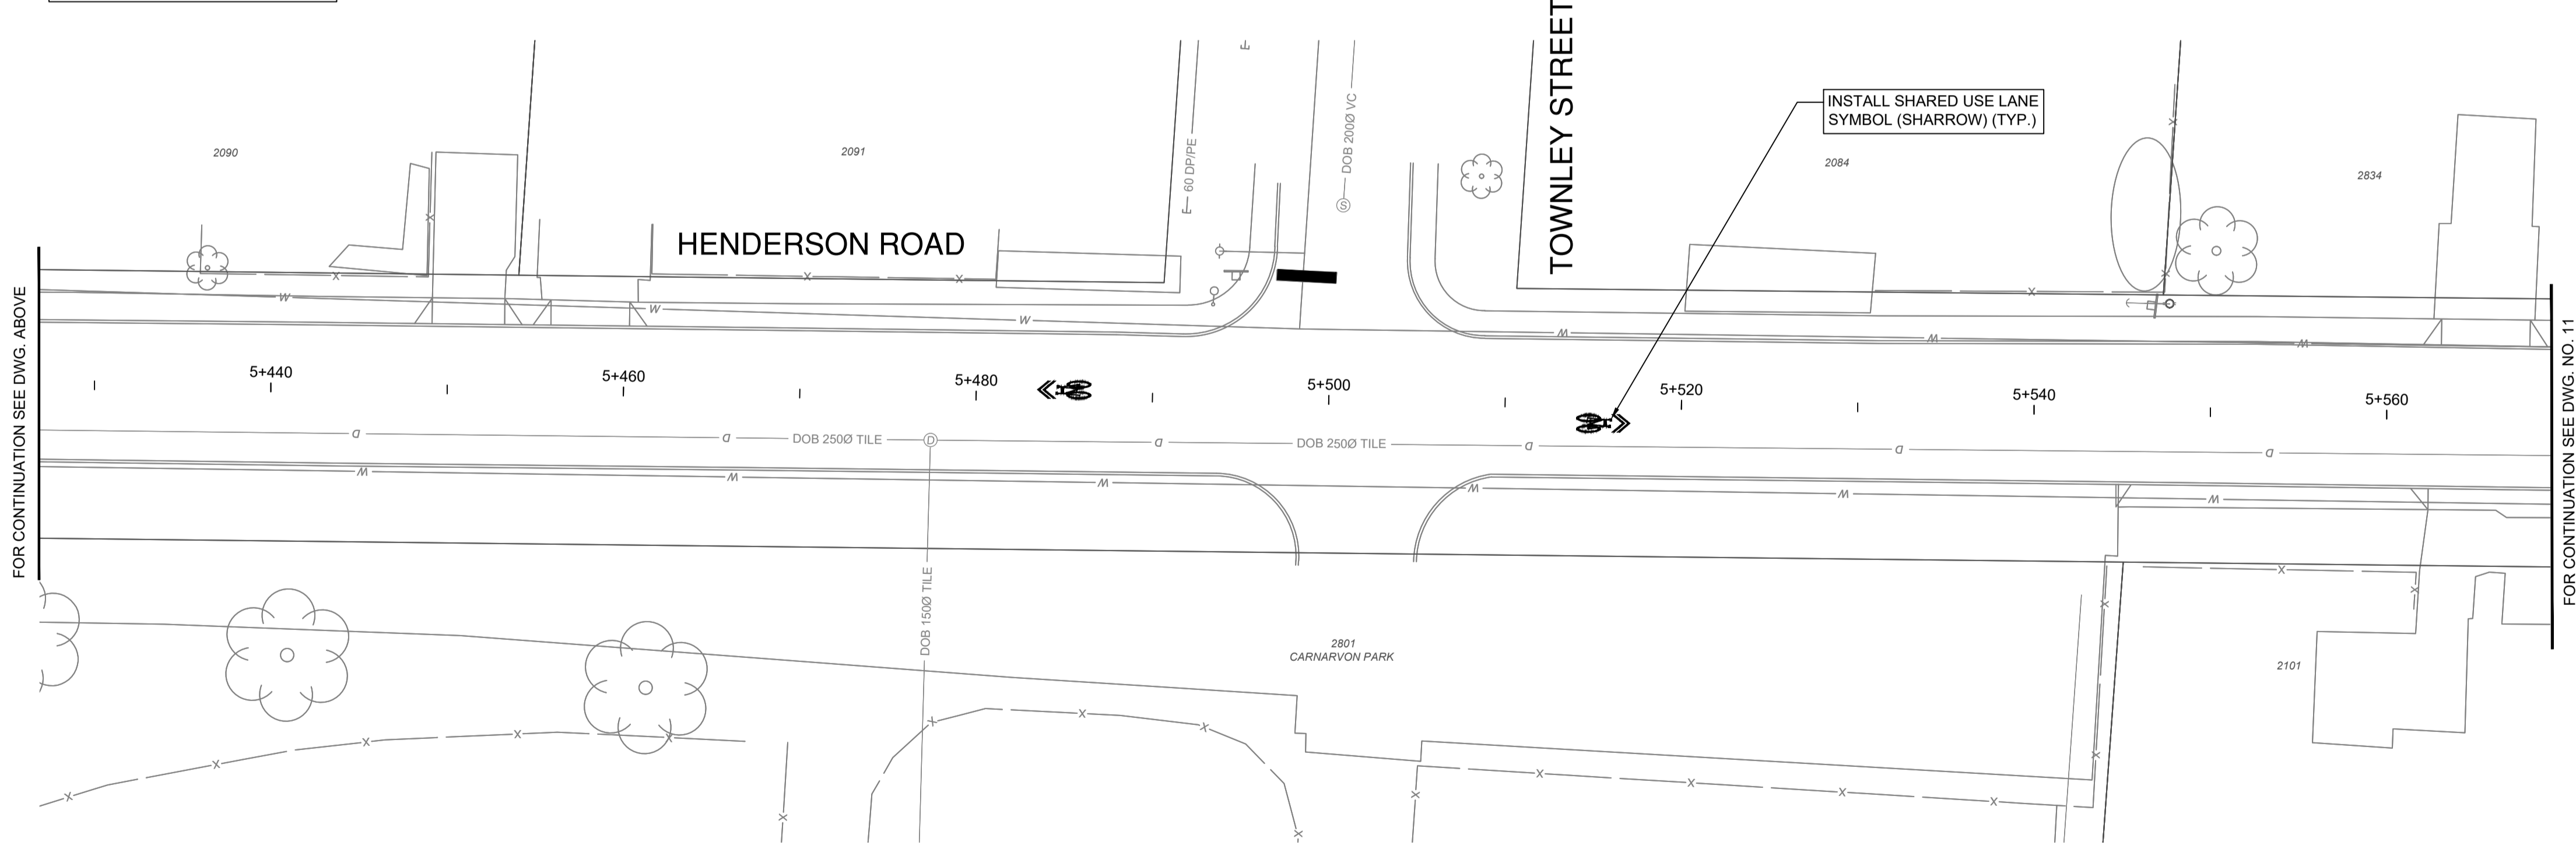 TOWNLEY STREET
INSTALL SHARED USE LANE
SYMBOL (SHARROW) (TYP.)
2090
2091
60 DP/PE
DOB 200Ø VC
S
2084
2834
HENDERSON ROAD
FOR CONTINUATION SEE DWG. ABOVE
FOR CONTINUATION SEE DWG. NO. 11
X X X X X X X X
W W W W W W
5+440
5+460
5+480
5+500
5+520
5+540
5+560
D D DOB 250Ø TILE D D DOB 250Ø TILE D D D
W W W W W W
DOB 150Ø TILE
X X X
2801
CARNARVON PARK
2101
X X X X X X X X X X X X X X X X X